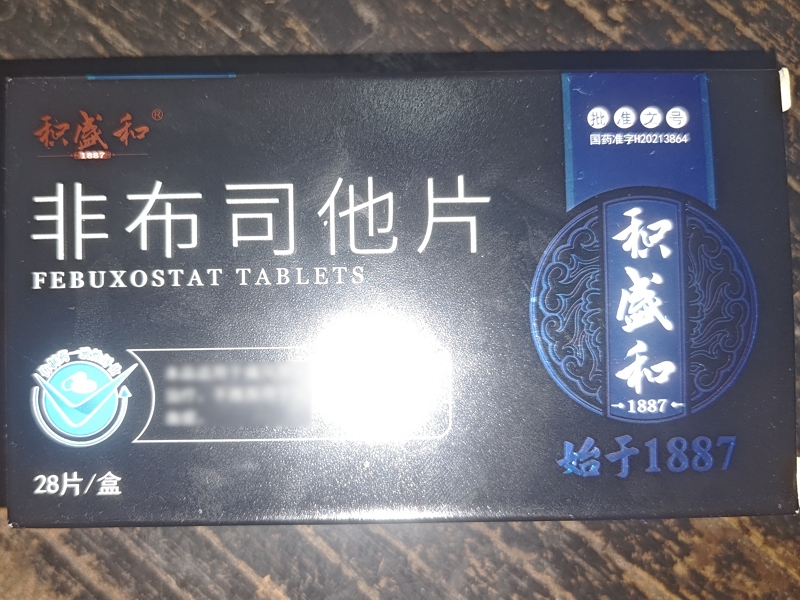 积盛和®
1887
批准文号
国药准字H20213864
非布司他片
FEBUXOSTAT TABLETS
积盛和
1887
28片/盒
始于1887